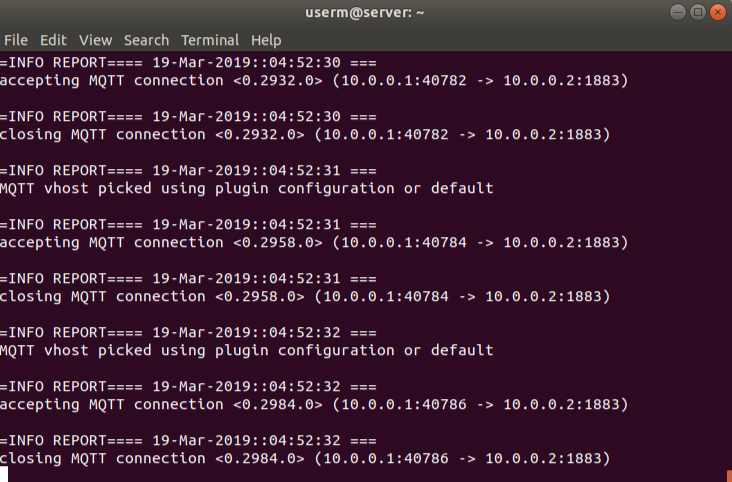 userm@server: ~
File Edit View Search Terminal Help
=INFO REPORT==== 19-Mar-2019::04:52:30 ===
accepting MQTT connection <0.2932.0> (10.0.0.1:40782 -> 10.0.0.2:1883)
=INFO REPORT==== 19-Mar-2019::04:52:30 ===
closing MQTT connection <0.2932.0> (10.0.0.1:40782 -> 10.0.0.2:1883)
=INFO REPORT==== 19-Mar-2019::04:52:31 ===
MQTT vhost picked using plugin configuration or default
=INFO REPORT==== 19-Mar-2019::04:52:31 ===
accepting MQTT connection <0.2958.0> (10.0.0.1:40784 -> 10.0.0.2:1883)
=INFO REPORT==== 19-Mar-2019::04:52:31 ===
closing MQTT connection <0.2958.0> (10.0.0.1:40784 -> 10.0.0.2:1883)
=INFO REPORT==== 19-Mar-2019::04:52:32 ===
MQTT vhost picked using plugin configuration or default
=INFO REPORT==== 19-Mar-2019::04:52:32 ===
accepting MQTT connection <0.2984.0> (10.0.0.1:40786 -> 10.0.0.2:1883)
=INFO REPORT==== 19-Mar-2019::04:52:32 ===
closing MQTT connection <0.2984.0> (10.0.0.1:40786 -> 10.0.0.2:1883)